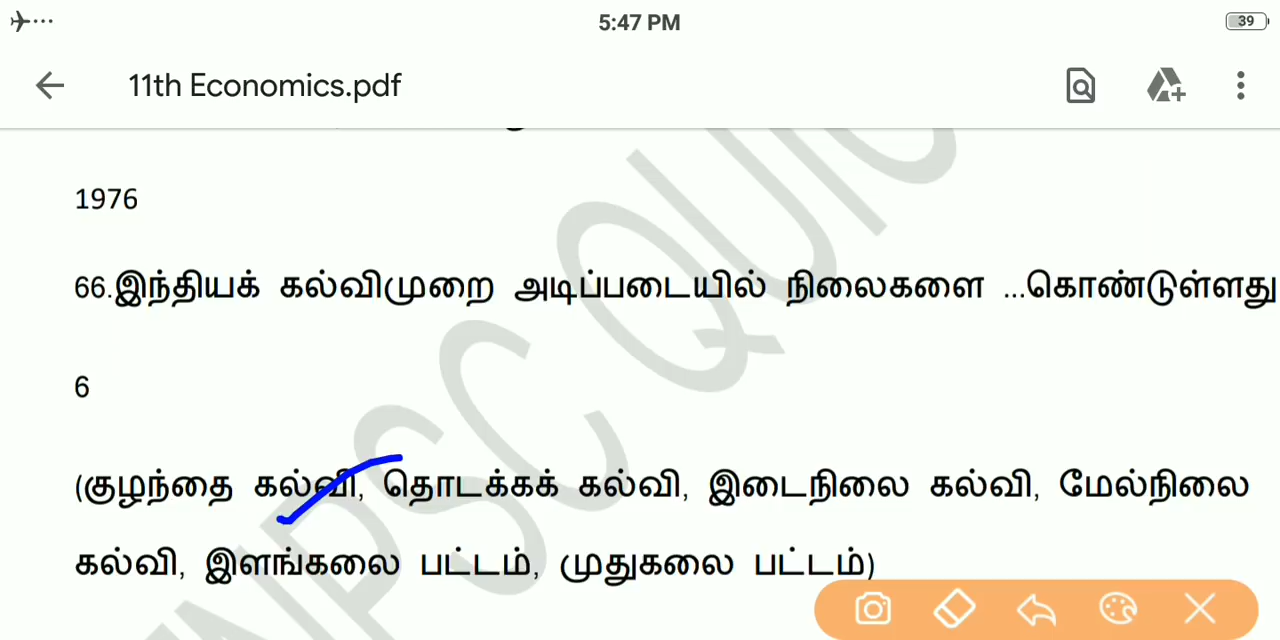 5:47 PM
39
11th Economics.pdf
1976
66.இந்தியக் கல்விமுறை அடிப்படையில் நிலைகளை ...கொண்டுள்ளது
6
(குழந்தை கல்வி, தொடக்கக் கல்வி, இடைநிலை கல்வி, மேல்நிலை
கல்வி, இளங்கலை பட்டம், முதுகலை பட்டம்)